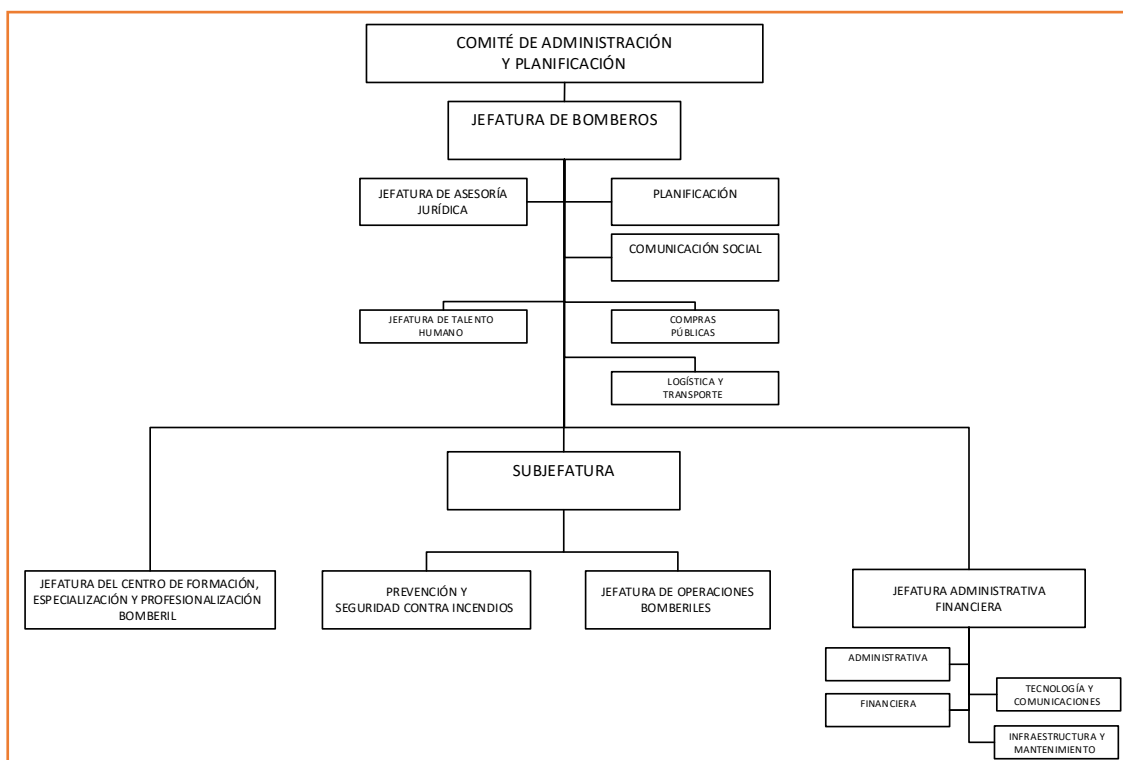 COMITÉ DE ADMINISTRACIÓN
Y PLANIFICACIÓN
JEFATURA DE BOMBEROS
JEFATURA DE ASESORÍA
JURÍDICA
PLANIFICACIÓN
COMUNICACIÓN SOCIAL
JEFATURA DE TALENTO
HUMANO
COMPRAS
PÚBLICAS
LOGÍSTICA Y
TRANSPORTE
SUBJEFATURA
JEFATURA DEL CENTRO DE FORMACIÓN,
ESPECIALIZACIÓN Y PROFESIONALIZACIÓN
BOMBERIL
PREVENCIÓN Y
SEGURIDAD CONTRA INCENDIOS
JEFATURA DE OPERACIONES
BOMBERILES
JEFATURA ADMINISTRATIVA
FINANCIERA
ADMINISTRATIVA
TECNOLOGÍA Y
COMUNICACIONES
FINANCIERA
INFRAESTRUCTURA Y
MANTENIMIENTO